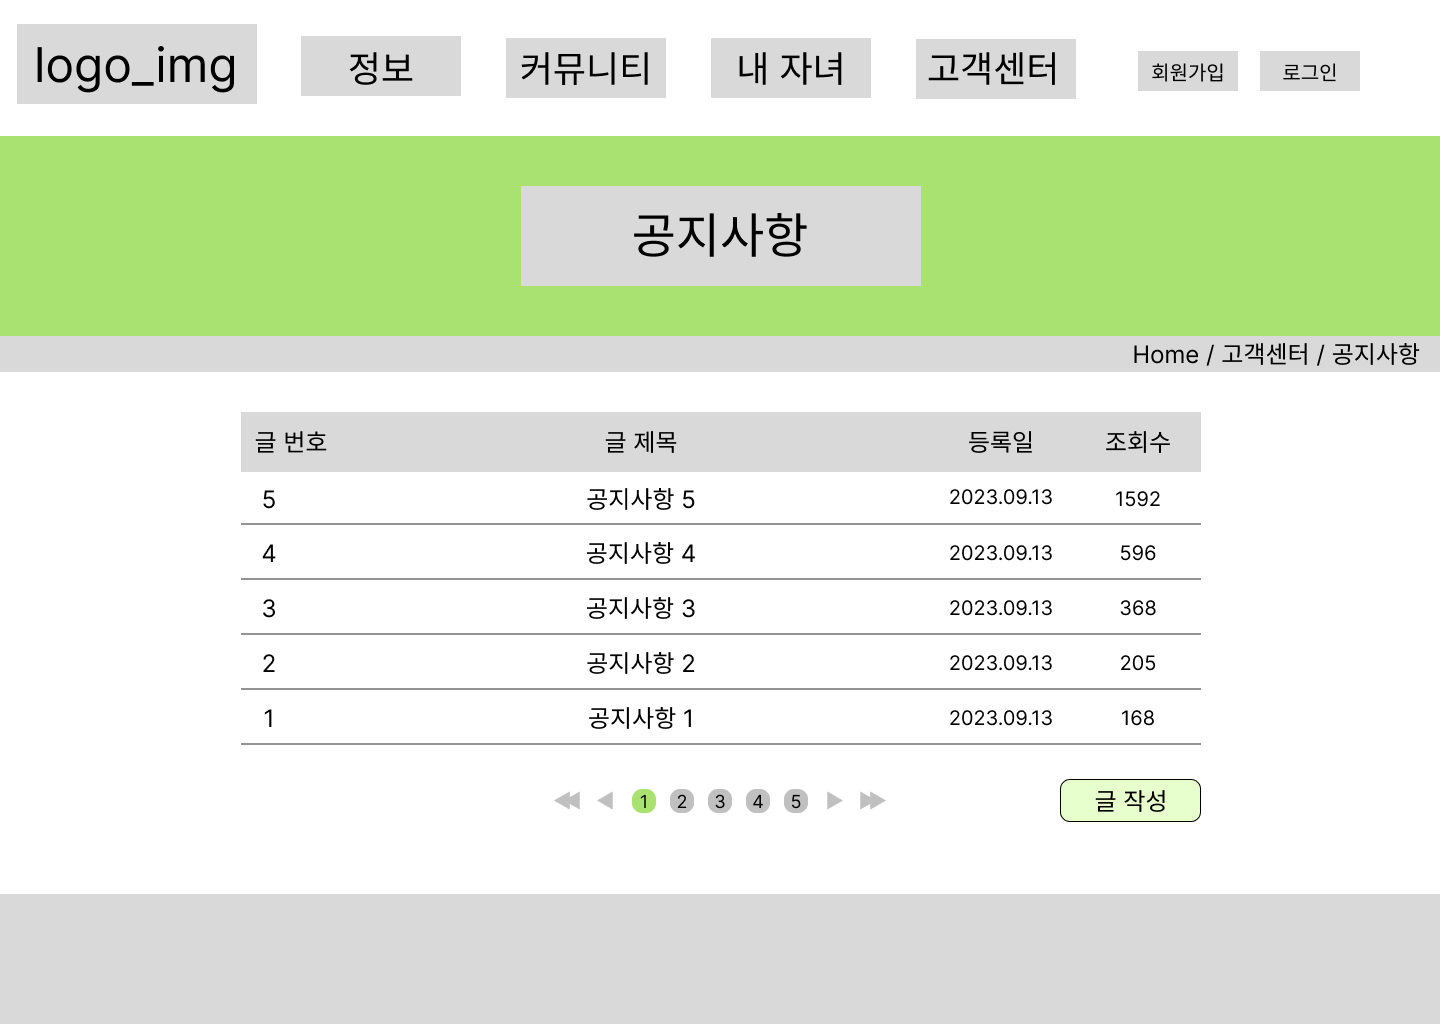 logo_img 정보 커뮤니티 내 자녀 고객센터 회원가입 로그인
공지사항
Home / 고객센터 / 공지사항
글 번호 글 제목 등록일 조회수
5 공지사항 5 2023.09.13 1592
4 공지사항 4 2023.09.13 596
3 공지사항 3 2023.09.13 368
2 공지사항 2 2023.09.13 205
1 공지사항 1 2023.09.13 168
1 2 3 4 5 글 작성